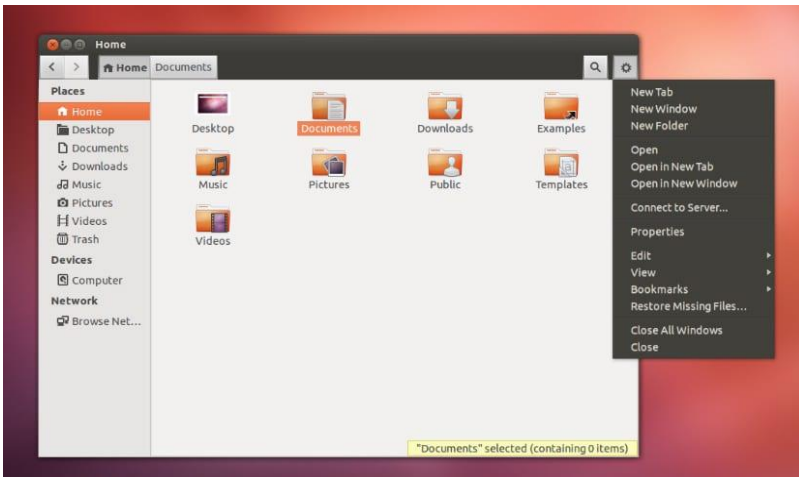 Home
Home Documents
Places
Home
Desktop
Documents
Downloads
Music
Pictures
Videos
Trash
Devices
Computer
Network
Browse Net...
Desktop Documents Downloads Examples
Music Pictures Public Templates
Videos
"Documents" selected (containing 0 items)
New Tab
New Window
New Folder
Open
Open in New Tab
Open in New Window
Connect to Server...
Properties
Edit
View
Bookmarks
Restore Missing Files...
Close All Windows
Close